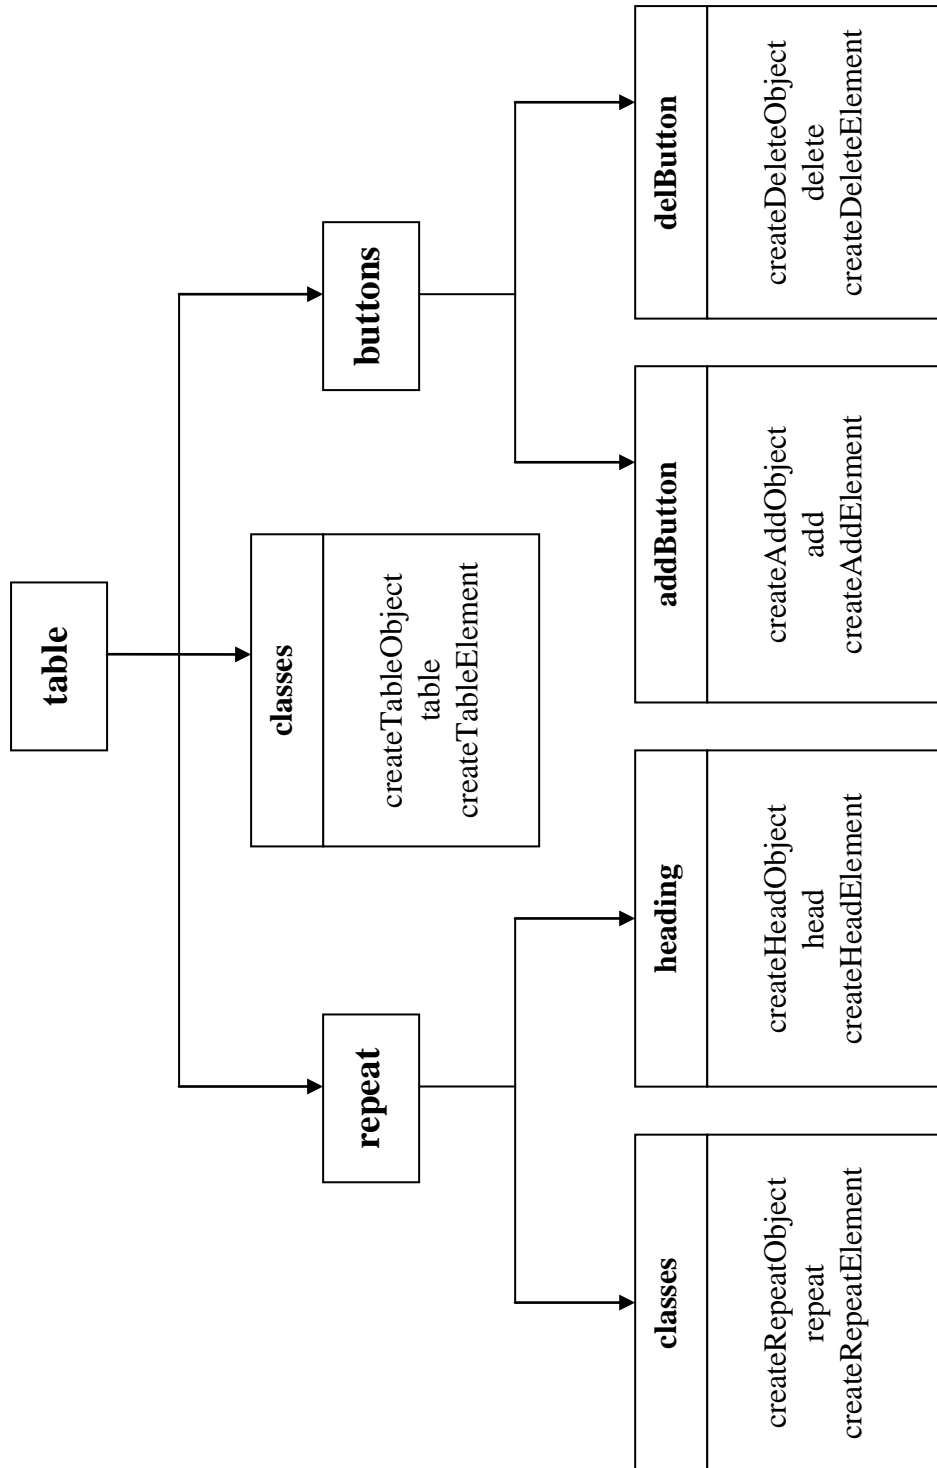 table
repeat
classes
createTableObject
table
createTableElement
buttons
classes
createRepeatObject
repeat
createRepeatElement
heading
createHeadObject
head
createHeadElement
addButton
createAddObject
add
createAddElement
delButton
createDeleteObject
delete
createDeleteElement